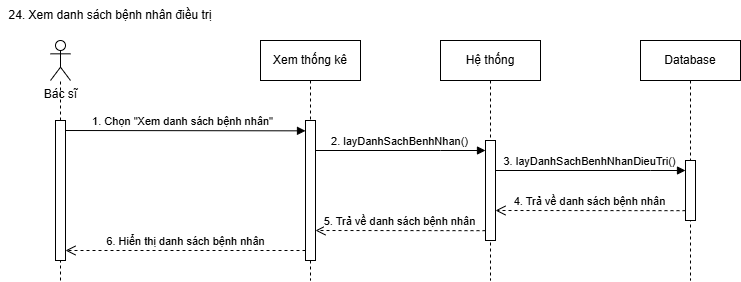 24. Xem danh sách bệnh nhân điều trị
Bác sĩ
Xem thống kê
Hệ thống
Database
1. Chọn "Xem danh sách bệnh nhân"
2. layDanhSachBenhNhan()
3. layDanhSachBenhNhanDieuTri()
4. Trả về danh sách bệnh nhân
5. Trả về danh sách bệnh nhân
6. Hiển thị danh sách bệnh nhân